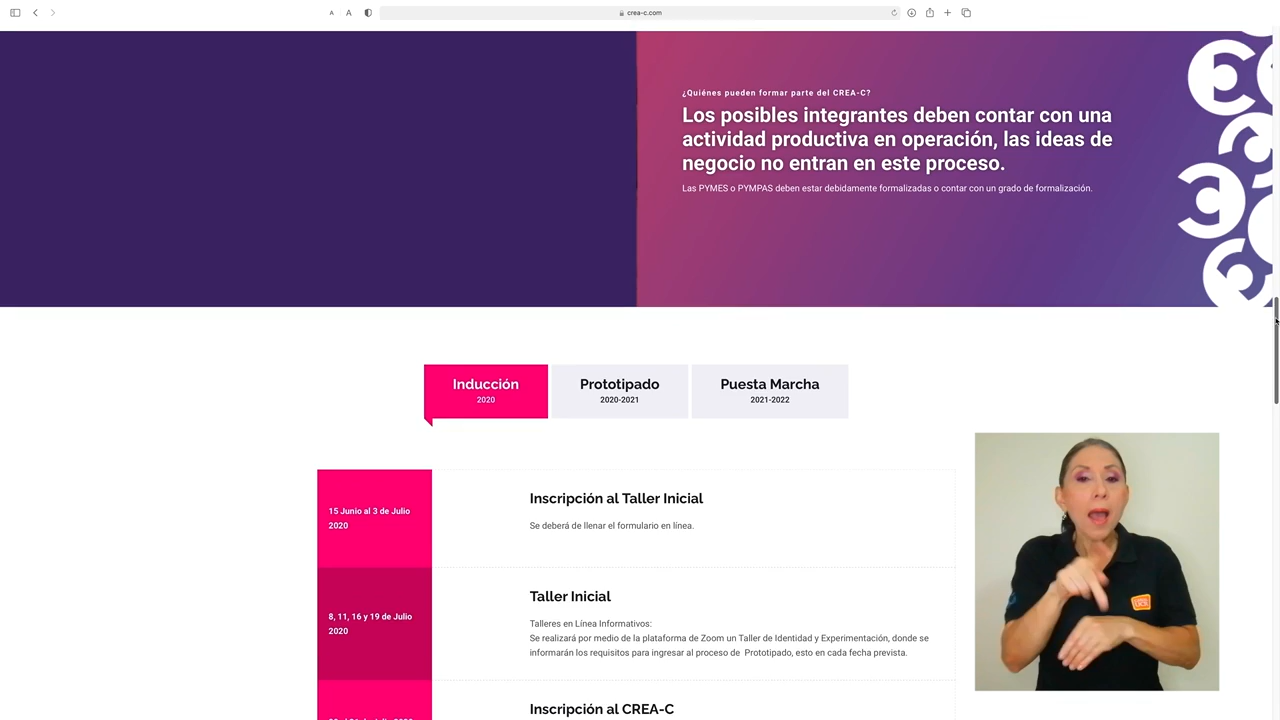 A A crea-c.com
¿Quiénes pueden formar parte del CREA-C?
Los posibles integrantes deben contar con una
actividad productiva en operación, las ideas de
negocio no entran en este proceso.
Las PYMES o PYMPAS deben estar debidamente formalizadas o contar con un grado de formalización.
Inducción
2020
Prototipado
2020-2021
Puesta Marcha
2021-2022
15 Junio al 3 de Julio
2020
Inscripción al Taller Inicial
Se deberá de llenar el formulario en línea.
8, 11, 16 y 19 de Julio
2020
Taller Inicial
Talleres en Línea Informativos:
Se realizará por medio de la plataforma de Zoom un Taller de Identidad y Experimentación, donde se
informarán los requisitos para ingresar al proceso de Prototipado, esto en cada fecha prevista.
Inscripción al CREA-C